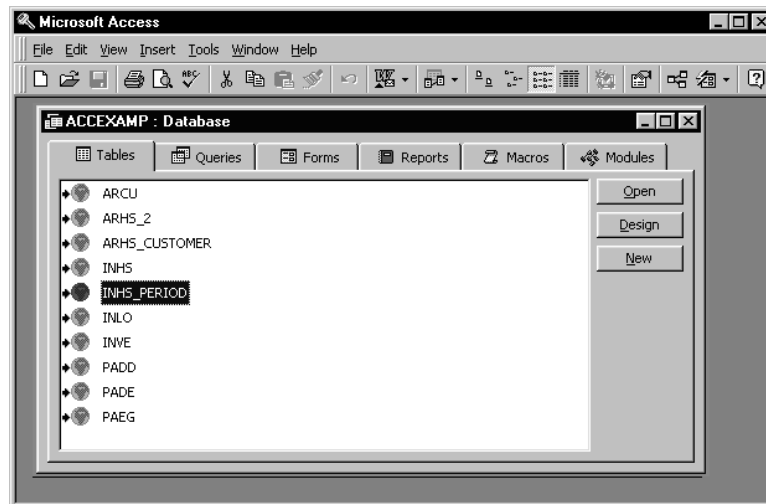 Microsoft Access
File Edit View Insert Tools Window Help
ABC
ACCEXAMP : Database
Tables Queries Forms Reports Macros Modules
ARCU
ARHS_2
ARHS_CUSTOMER
INHS
INHS_PERIOD
INLO
INVE
PADD
PADE
PAEG
Open
Design
New